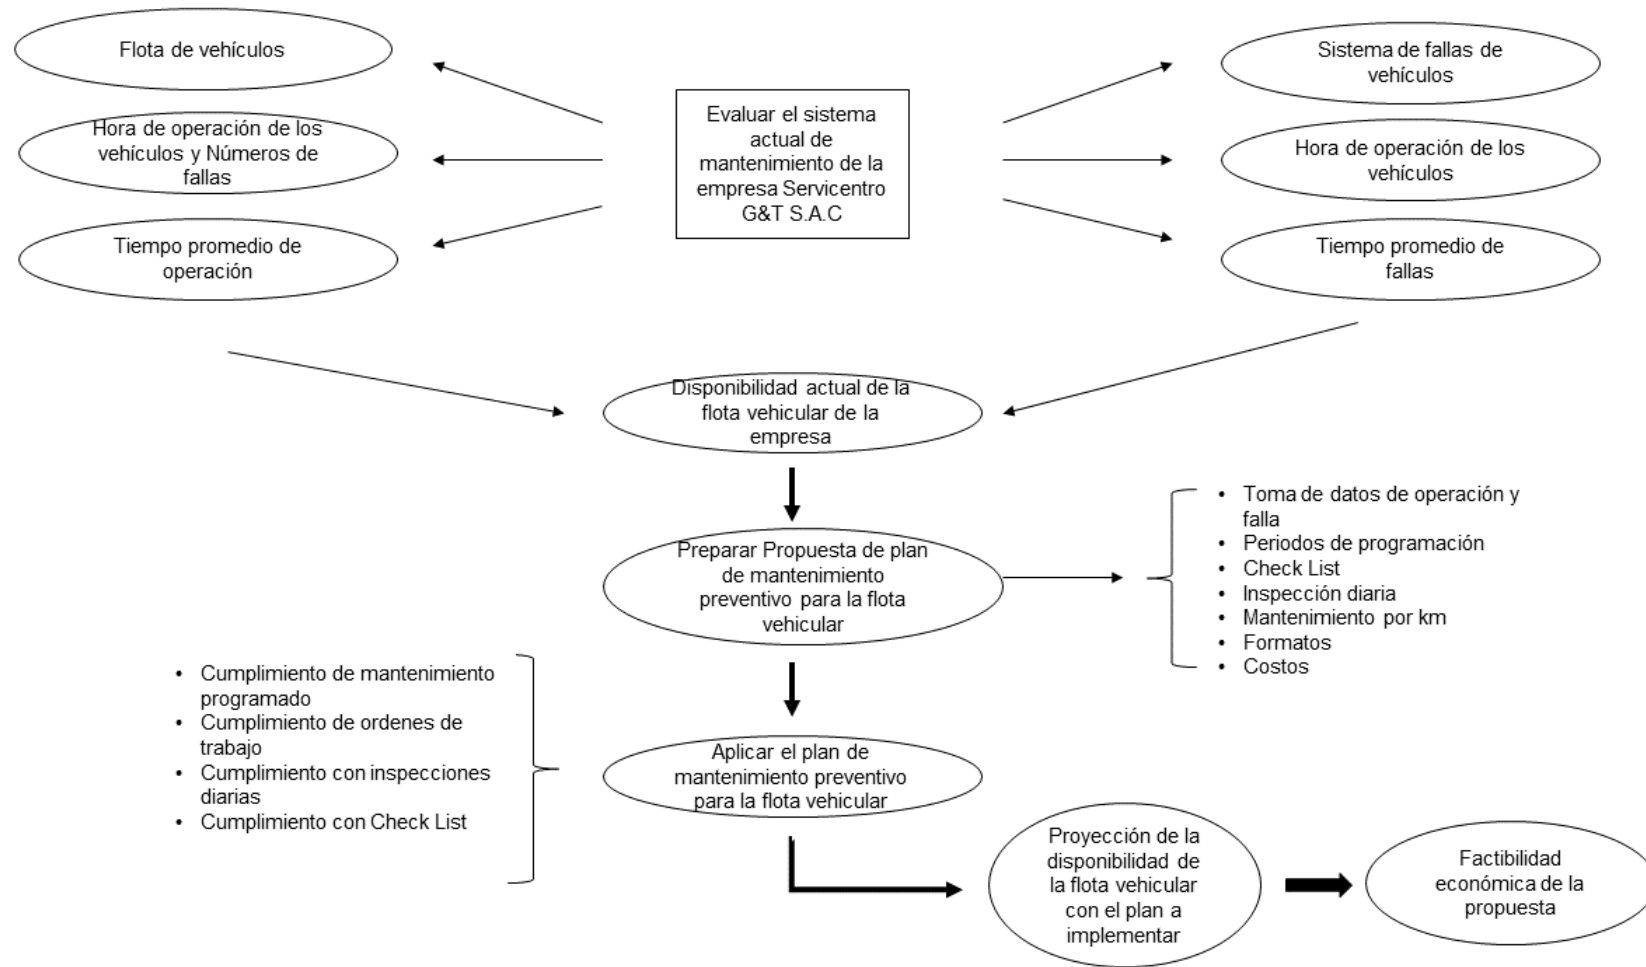 Flota de vehículos
Hora de operación de los
vehículos y Números de
fallas
Tiempo promedio de
operación
Evaluar el sistema
actual de
mantenimiento de la
empresa Servicentro
G&T S.A.C
Sistema de fallas de
vehículos
Hora de operación de los
vehículos
Tiempo promedio de
fallas
Disponibilidad actual de la
flota vehicular de la
empresa
Preparar Propuesta de plan
de mantenimiento
preventivo para la flota
vehicular
• Toma de datos de operación y
falla
• Periodos de programación
• Check List
• Inspección diaria
• Mantenimiento por km
• Formatos
• Costos
• Cumplimiento de mantenimiento
programado
• Cumplimiento de ordenes de
trabajo
• Cumplimiento con inspecciones
diarias
• Cumplimiento con Check List
Aplicar el plan de
mantenimiento preventivo
para la flota vehicular
Proyección de la
disponibilidad de
la flota vehicular
con el plan a
implementar
Factibilidad
económica de la
propuesta